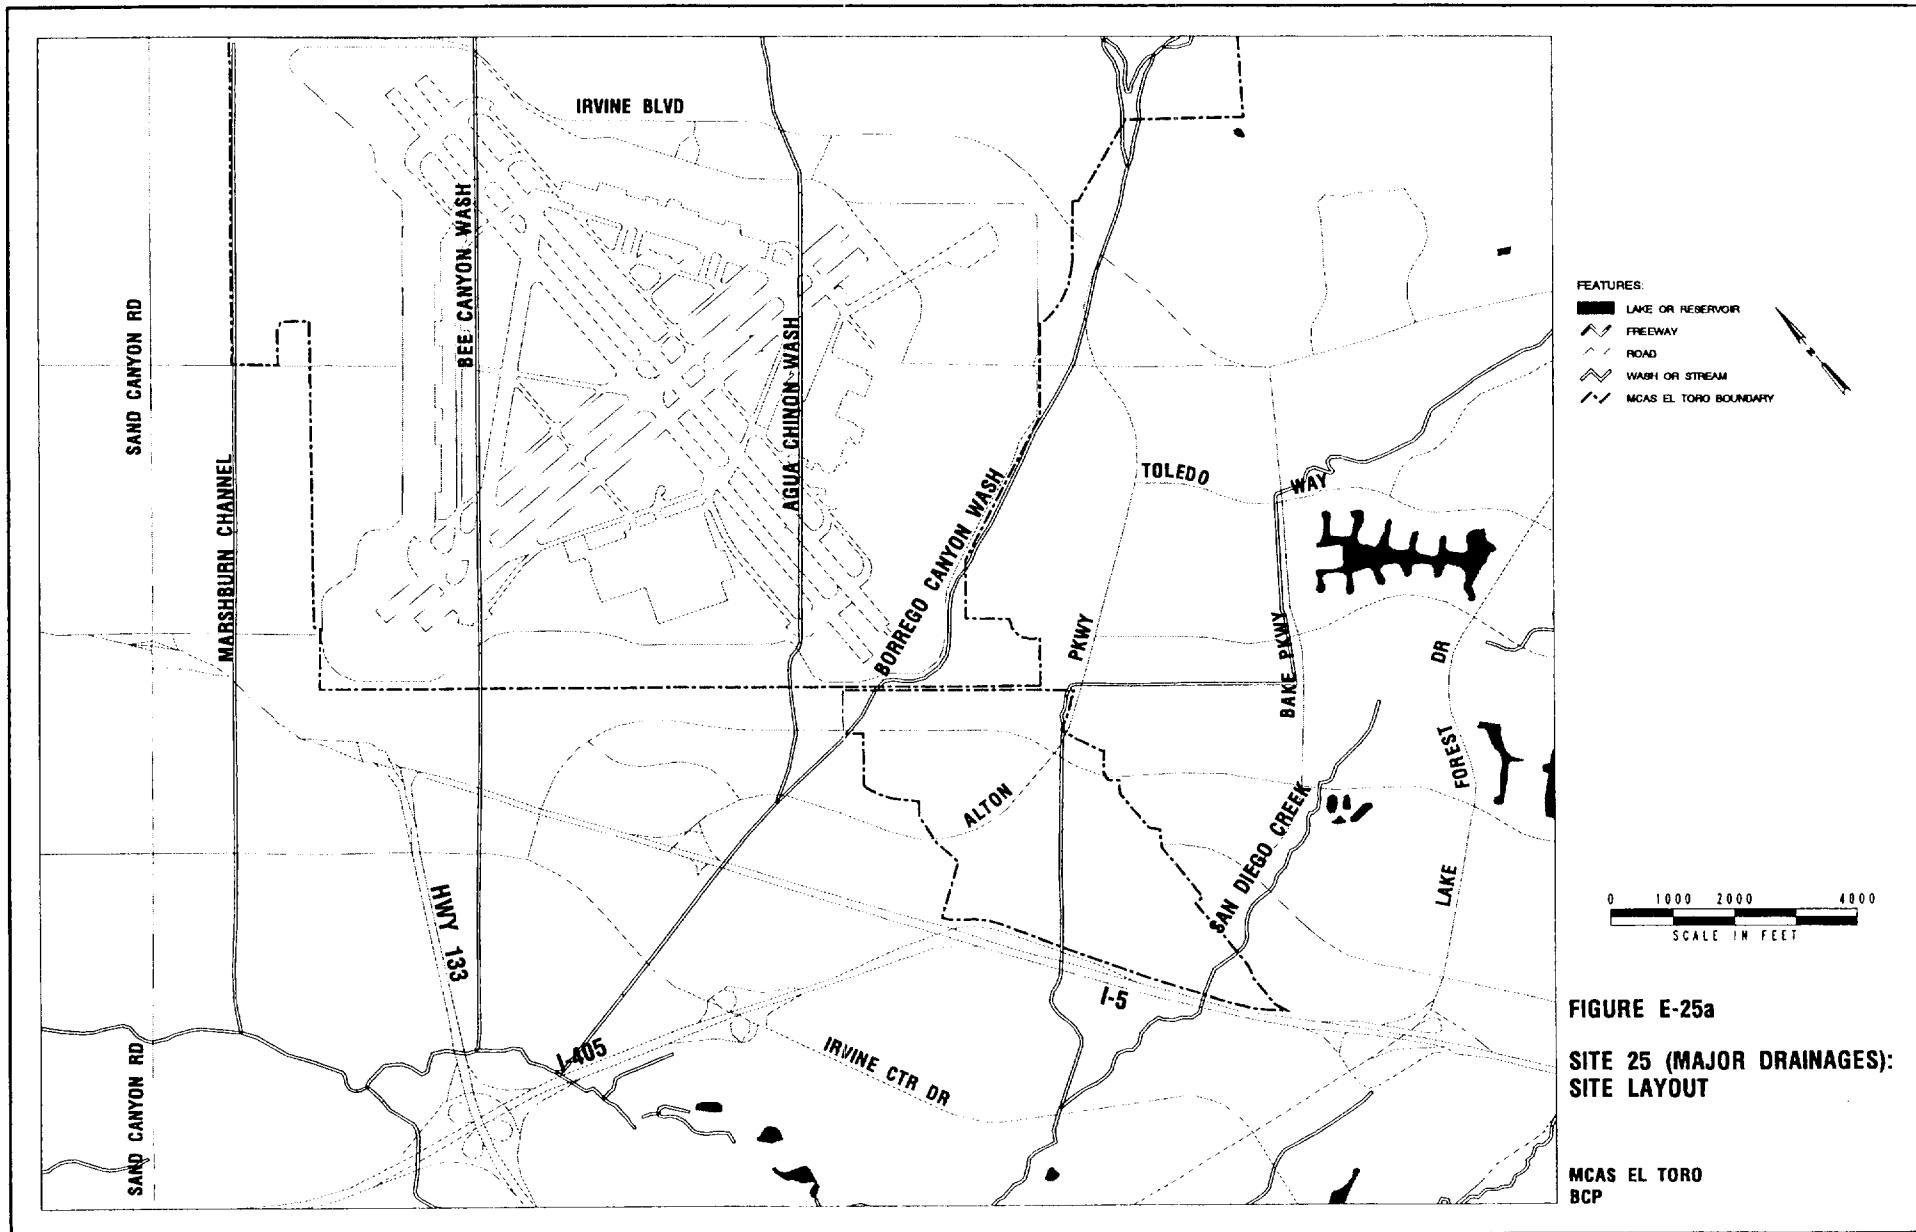 IRVINE BLVD
SAND CANYON RD
MARSHBURN CHANNEL
BEE CANYON WASH
AGUA CHINON WASH
BORREGO CANYON WASH
TOLEDO
WAY
PKWY
BAKE PKWY
DR
FOREST
LAKE
ALTON
SAN DIEGO CREEK
HWY 133
I-5
I-405
IRVINE CTR DR
SAND CANYON RD
FEATURES:
LAKE OR RESERVOIR
FREEWAY
ROAD
WASH OR STREAM
MCAS EL TORO BOUNDARY
N
0 1000 2000 4000
SCALE IN FEET
FIGURE E-25a
SITE 25 (MAJOR DRAINAGES):
SITE LAYOUT
MCAS EL TORO
BCP